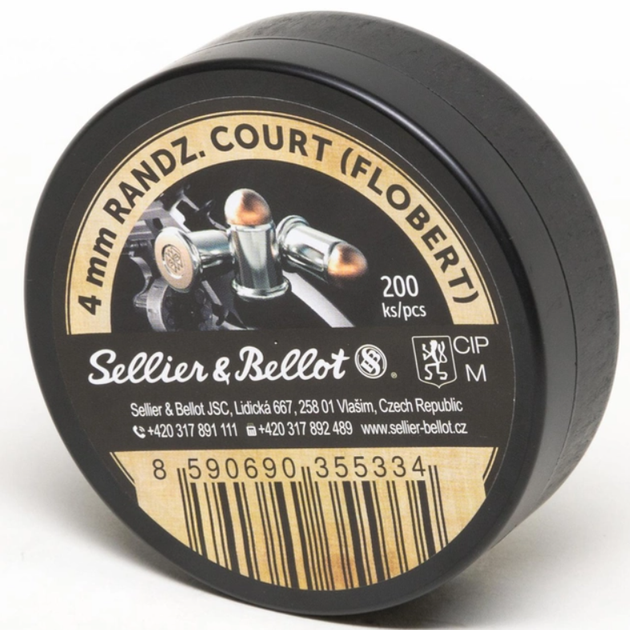 4 mm RANDZ. COURT (FLOBERT)
200
ks/pcs
Sellier & Bellot
CIP
M
Sellier & Bellot JSC, Lidická 667, 258 01 Vlašim, Czech Republic
+420 317 891 111 +420 317 892 489 www.sellier-bellot.cz
8 590690 355334